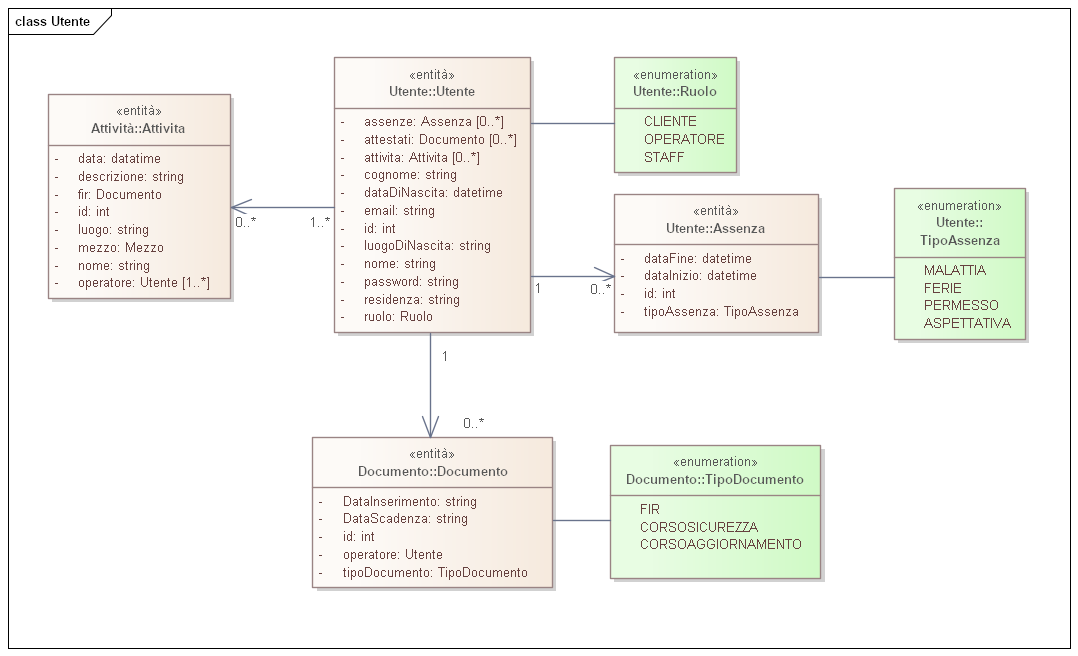 class Utente
«entità»
Attività::Attivita
- data: datatime
- descrizione: string
- fir: Documento
- id: int
- luogo: string
- mezzo: Mezzo
- nome: string
- operatore: Utente [1..*]
0..*
1..*
«entità»
Utente::Utente
- assenze: Assenza [0..*]
- attestati: Documento [0..*]
- attivita: Attivita [0..*]
- cognome: string
- dataDiNascita: datetime
- email: string
- id: int
- luogoDiNascita: string
- nome: string
- password: string
- residenza: string
- ruolo: Ruolo
«enumeration»
Utente::Ruolo
CLIENTE
OPERATORE
STAFF
1
0..*
«entità»
Utente::Assenza
- dataFine: datetime
- dataInizio: datetime
- id: int
- tipoAssenza: TipoAssenza
«enumeration»
Utente::
TipoAssenza
MALATTIA
FERIE
PERMESSO
ASPETTATIVA
1
0..*
«entità»
Documento::Documento
- DataInserimento: string
- DataScadenza: string
- id: int
- operatore: Utente
- tipoDocumento: TipoDocumento
«enumeration»
Documento::TipoDocumento
FIR
CORSOSICUREZZA
CORSOAGGIORNAMENTO